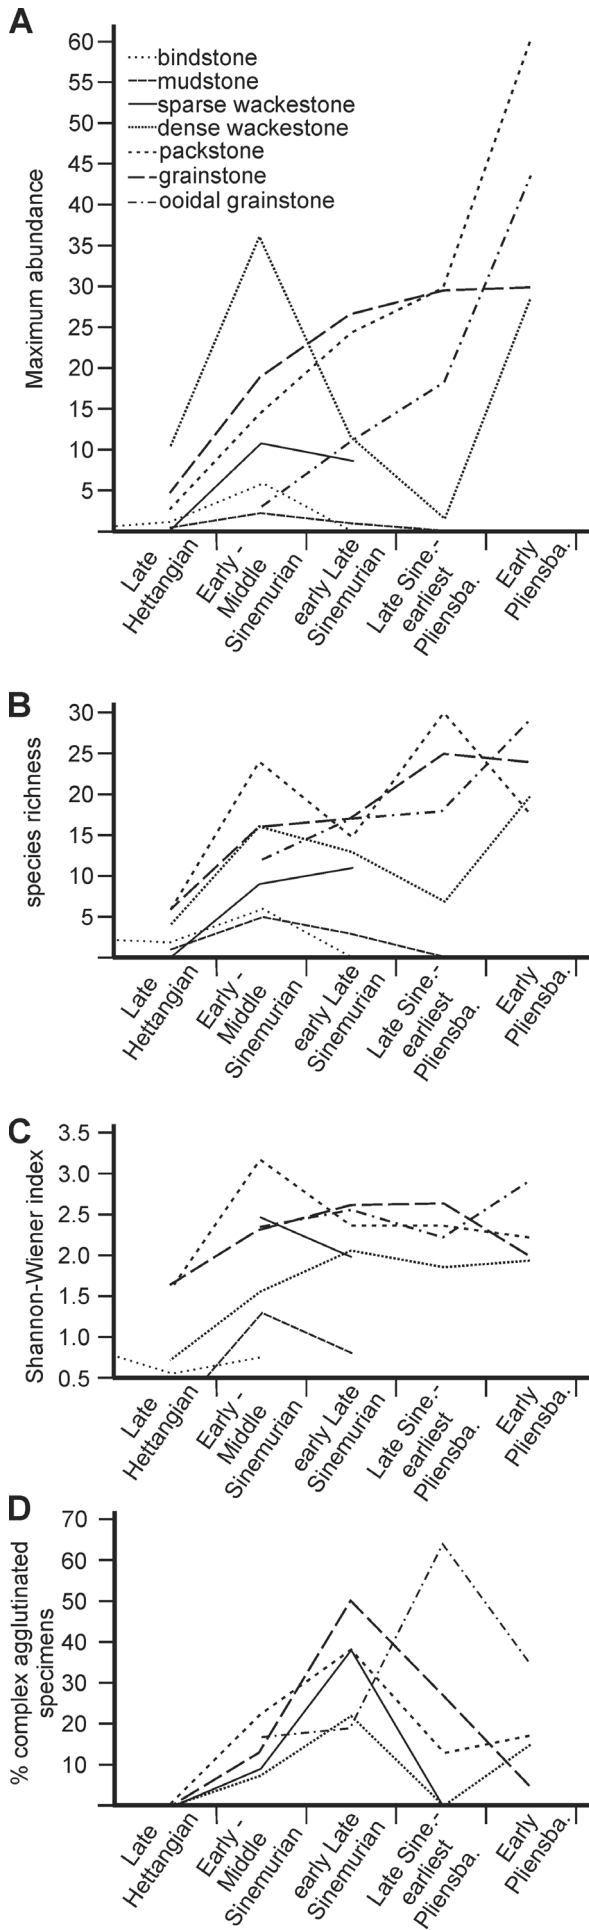 A
Maximum abundance
60
55
50
45
40
35
30
25
20
15
10
5
bindstone
mudstone
sparse wackestone
dense wackestone
packstone
grainstone
ooidal grainstone
Late
Hettangian
Early -
Middle
Sinemurian
early Late
Sinemurian
Late Sine.-
earliest
Pliensba.
Early
Pliensba.
B
species richness
30
25
20
15
10
5
Late
Hettangian
Early -
Middle
Sinemurian
early Late
Sinemurian
Late Sine.-
earliest
Pliensba.
Early
Pliensba.
C
Shannon-Wiener index
3.5
3.0
2.5
2.0
1.5
1.0
0.5
Late
Hettangian
Early -
Middle
Sinemurian
early Late
Sinemurian
Late Sine.-
earliest
Pliensba.
Early
Pliensba.
D
% complex agglutinated
specimens
70
60
50
40
30
20
10
Late
Hettangian
Early -
Middle
Sinemurian
early Late
Sinemurian
Late Sine.-
earliest
Pliensba.
Early
Pliensba.